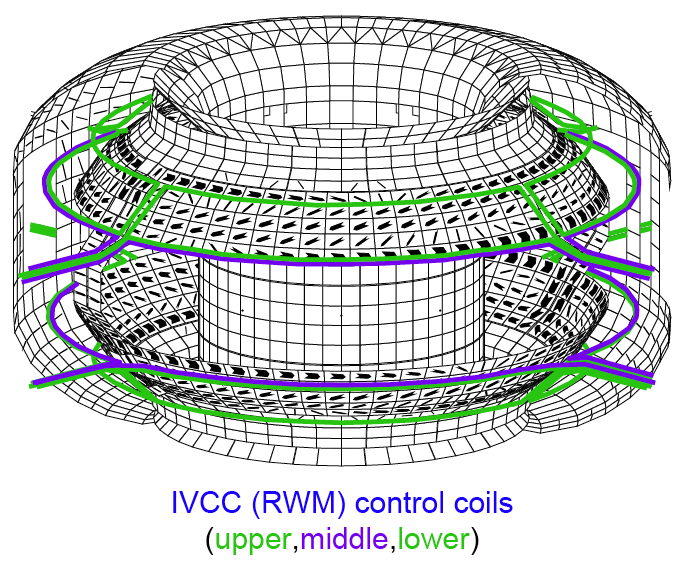 IVCC (RWM) control coils
(upper,middle,lower)